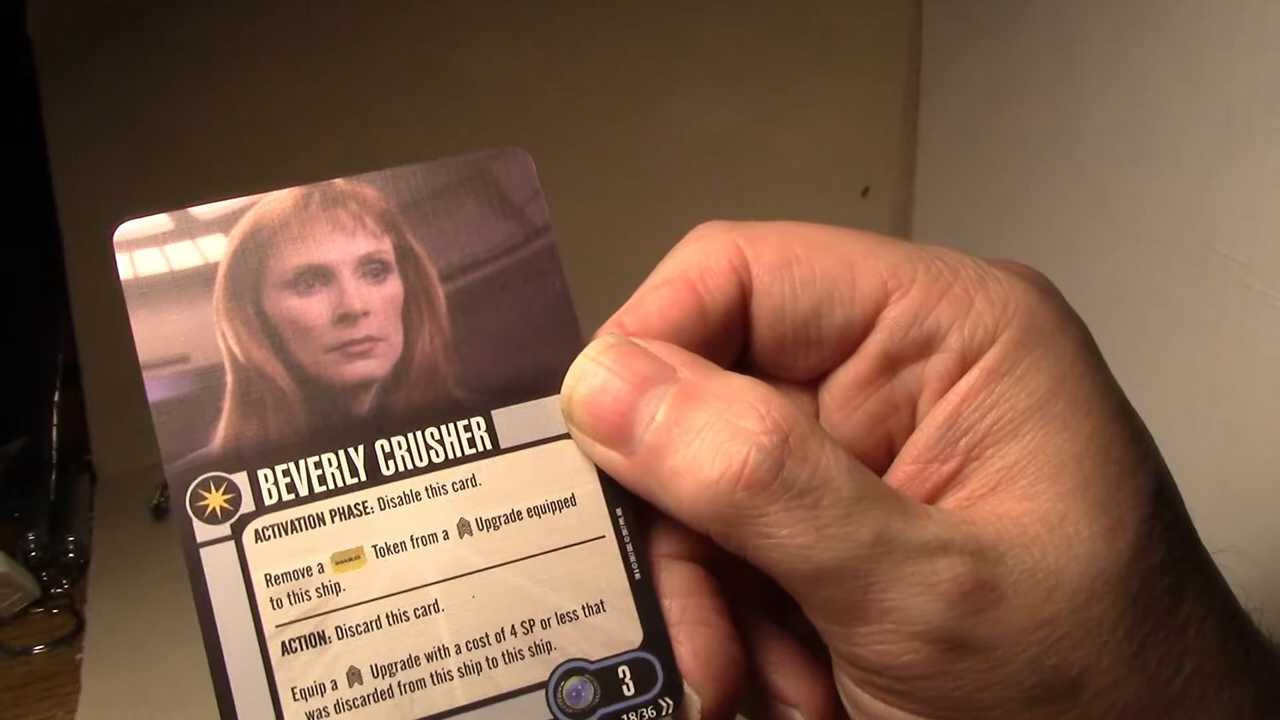 BEVERLY CRUSHER
ACTIVATION PHASE: Disable this card.
Remove a DISABLED Token from a Upgrade equipped
to this ship.
ACTION: Discard this card.
Equip a Upgrade with a cost of 4 SP or less that
was discarded from this ship to this ship.
3
18/36